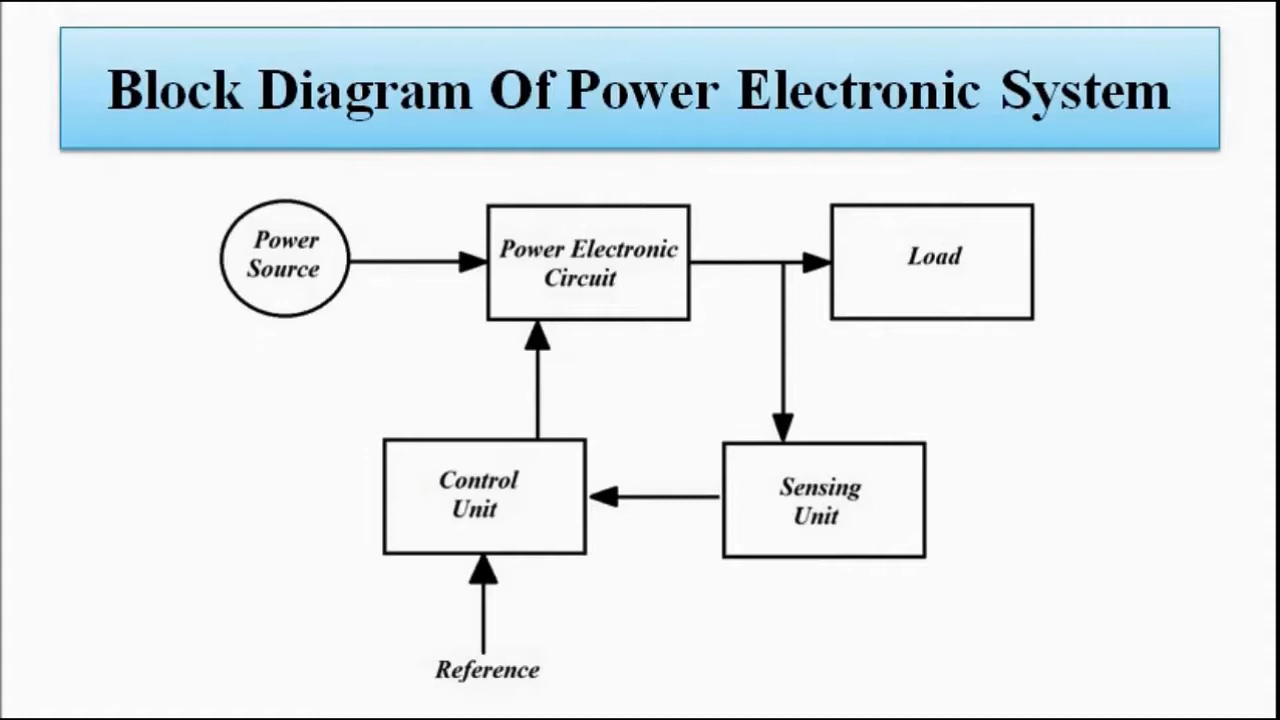 Block Diagram Of Power Electronic System
Power
Source
Power Electronic
Circuit
Load
Control
Unit
Sensing
Unit
Reference